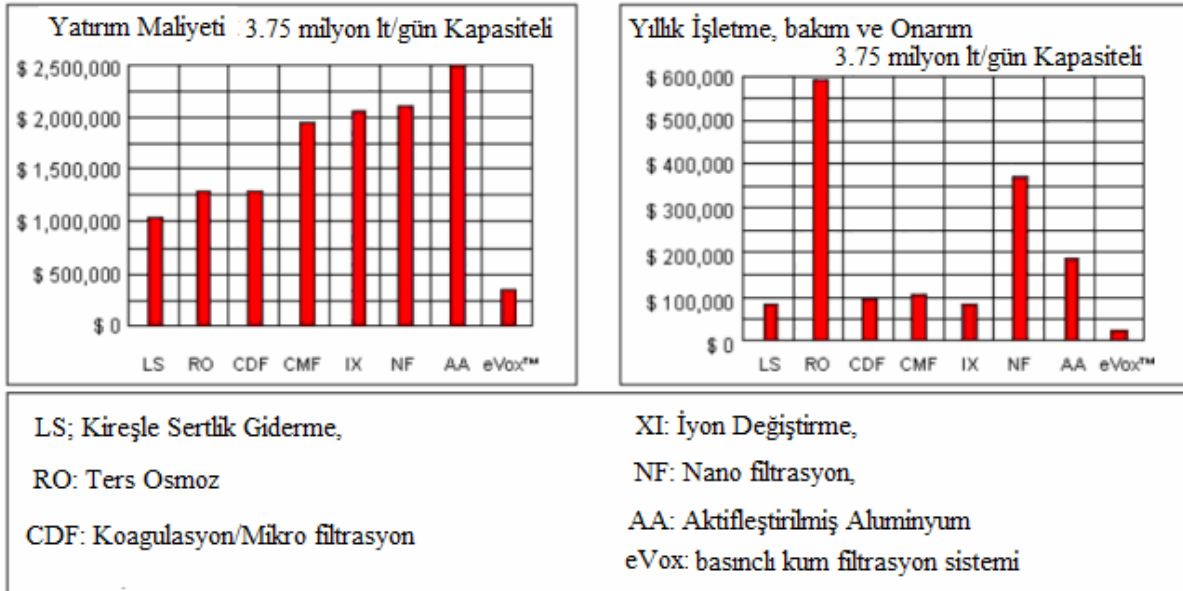 Yatırım Maliyeti 3.75 milyon lt/gün Kapasiteli
$ 2,500,000
$ 2,000,000
$ 1,500,000
$ 1,000,000
$ 500,000
$ 0
LS RO CDF CMF IX NF AA eVox™
Yıllık İşletme, bakım ve Onarım
3.75 milyon lt/gün Kapasiteli
$ 600,000
$ 500,000
$ 400,000
$ 300,000
$ 200,000
$ 100,000
$ 0
LS RO CDF CMF IX NF AA eVox™
LS; Kireşle Sertlik Giderme,
RO: Ters Osmoz
CDF: Koagulasyon/Mikro filtrasyon
XI: İyon Değiştirme,
NF: Nano filtrasyon,
AA: Aktifleştirilmiş Aluminyum
eVox: basınclı kum filtrasyon sistemi